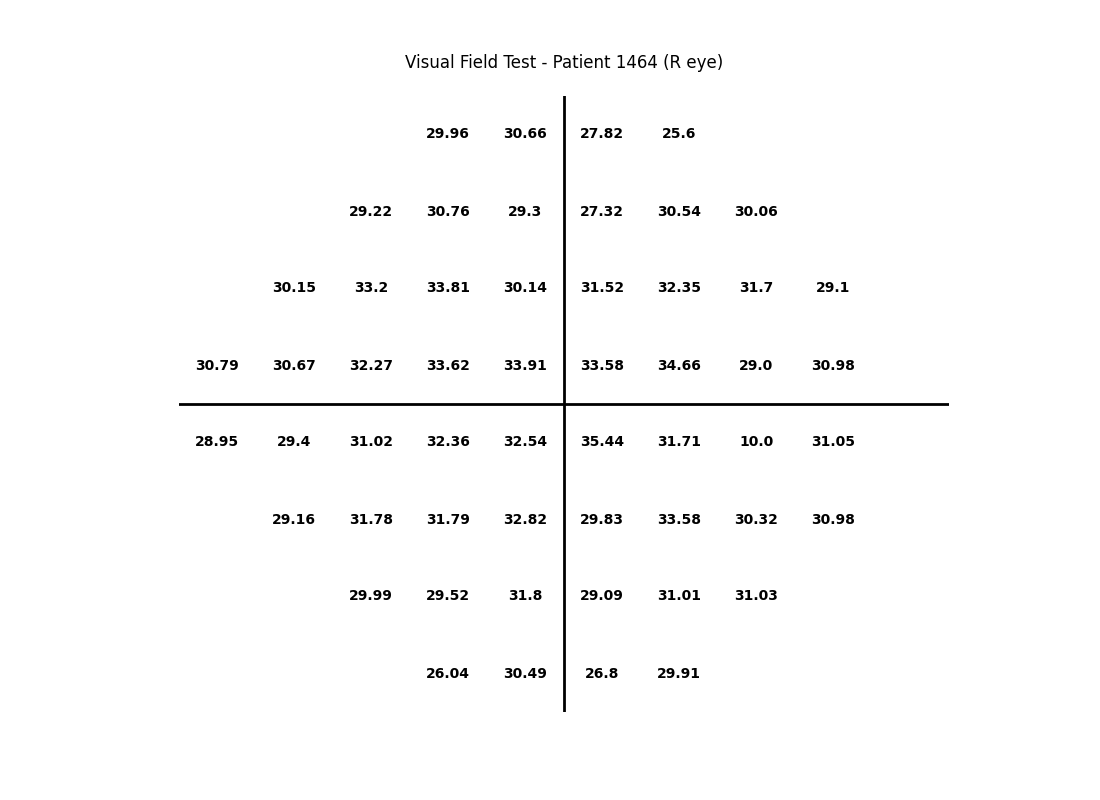 Visual Field Test - Patient 1464 (R eye)
29.96 30.66 27.82 25.6
29.22 30.76 29.3 27.32 30.54 30.06
30.15 33.2 33.81 30.14 31.52 32.35 31.7 29.1
30.79 30.67 32.27 33.62 33.91 33.58 34.66 29.0 30.98
28.95 29.4 31.02 32.36 32.54 35.44 31.71 10.0 31.05
29.16 31.78 31.79 32.82 29.83 33.58 30.32 30.98
29.99 29.52 31.8 29.09 31.01 31.03
26.04 30.49 26.8 29.91